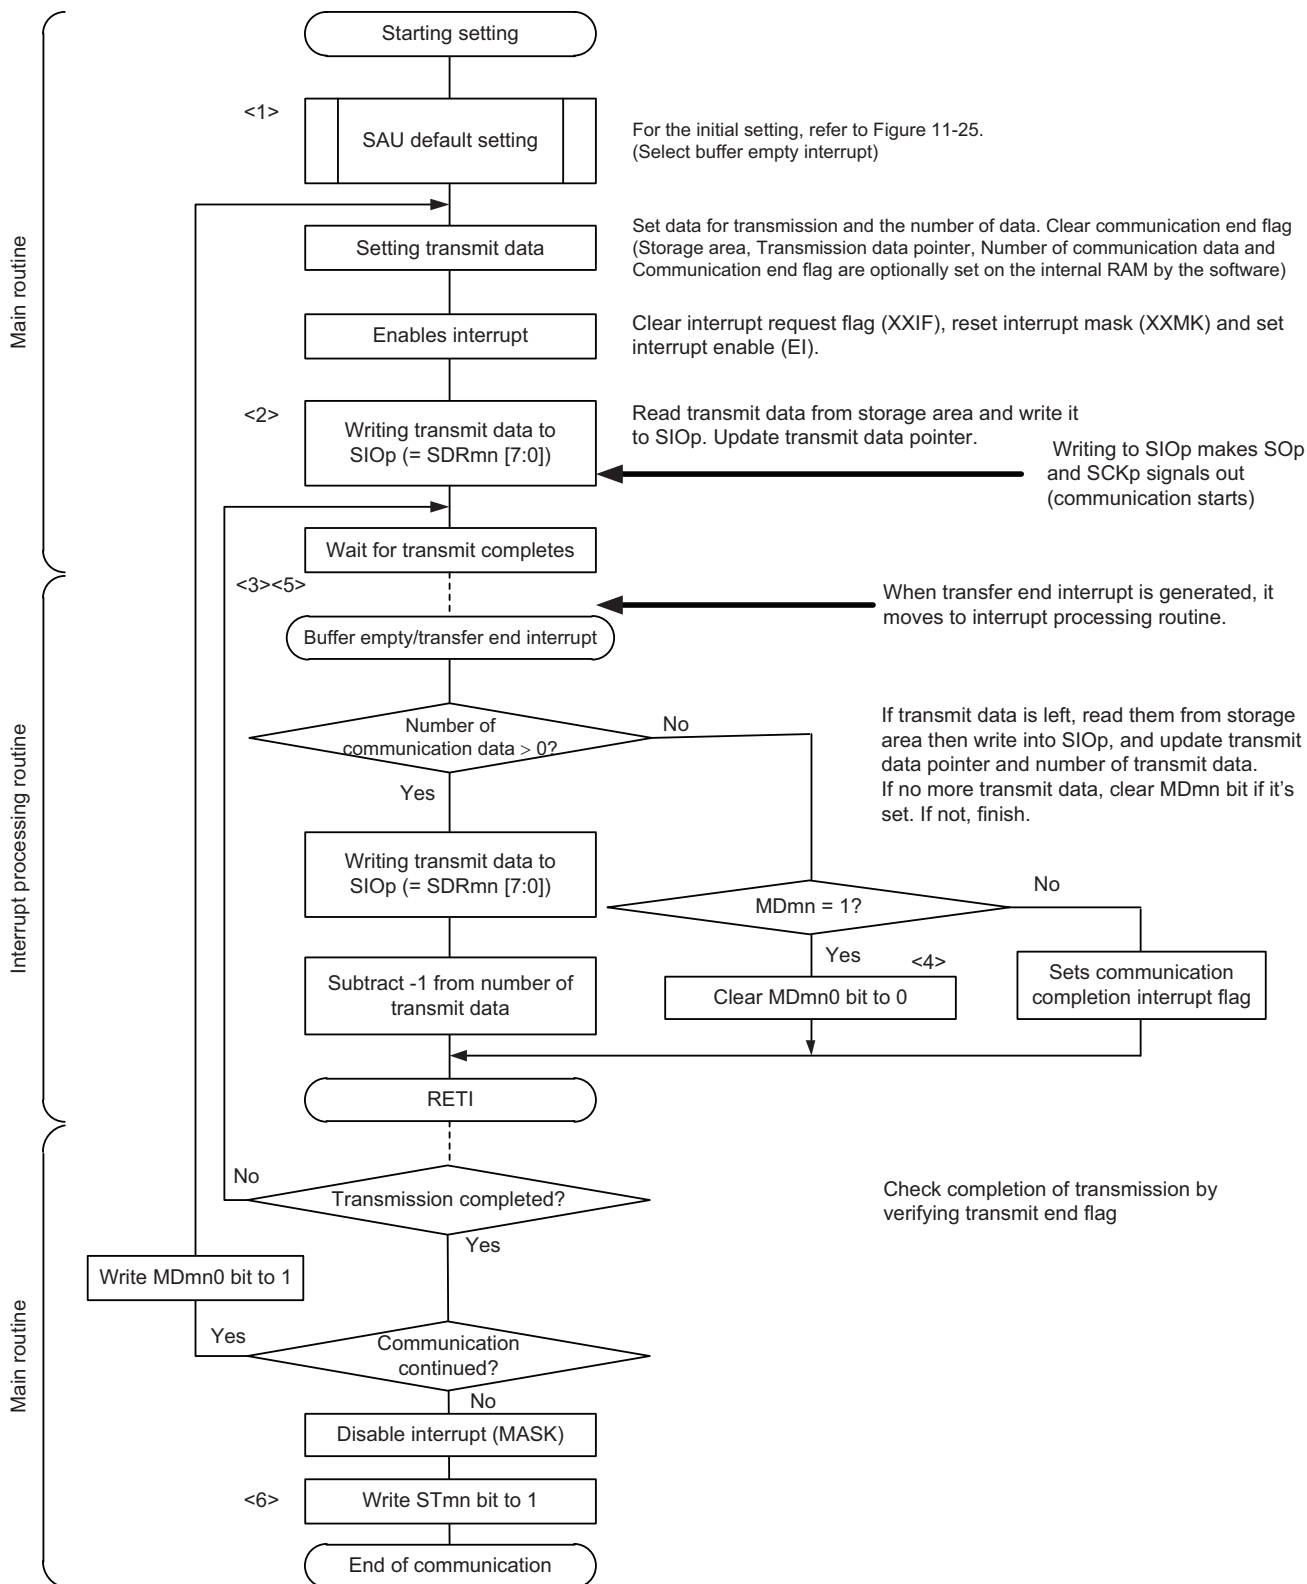 Starting setting
<1>
SAU default setting
For the initial setting, refer to Figure 11-25.
(Select buffer empty interrupt)
Main routine
Setting transmit data
Set data for transmission and the number of data. Clear communication end flag
(Storage area, Transmission data pointer, Number of communication data and
Communication end flag are optionally set on the internal RAM by the software)
Enables interrupt
Clear interrupt request flag (XXIF), reset interrupt mask (XXMK) and set
interrupt enable (EI).
<2>
Writing transmit data to
SIOp (= SDRmn [7:0])
Read transmit data from storage area and write it
to SIOp. Update transmit data pointer.
Writing to SIOp makes SOp
and SCKp signals out
(communication starts)
Wait for transmit completes
<3><5>
When transfer end interrupt is generated, it
moves to interrupt processing routine.
Buffer empty/transfer end interrupt
Interrupt processing routine
Number of
communication data > 0?
No
Yes
If transmit data is left, read them from storage
area then write into SIOp, and update transmit
data pointer and number of transmit data.
If no more transmit data, clear MDmn bit if it's
set. If not, finish.
Writing transmit data to
SIOp (= SDRmn [7:0])
MDmn = 1?
No
Yes
<4>
Subtract -1 from number of
transmit data
Clear MDmn0 bit to 0
Sets communication
completion interrupt flag
RETI
No
Transmission completed?
Yes
Check completion of transmission by
verifying transmit end flag
Write MDmn0 bit to 1
Main routine
Yes
Communication
continued?
No
Disable interrupt (MASK)
<6>
Write STmn bit to 1
End of communication